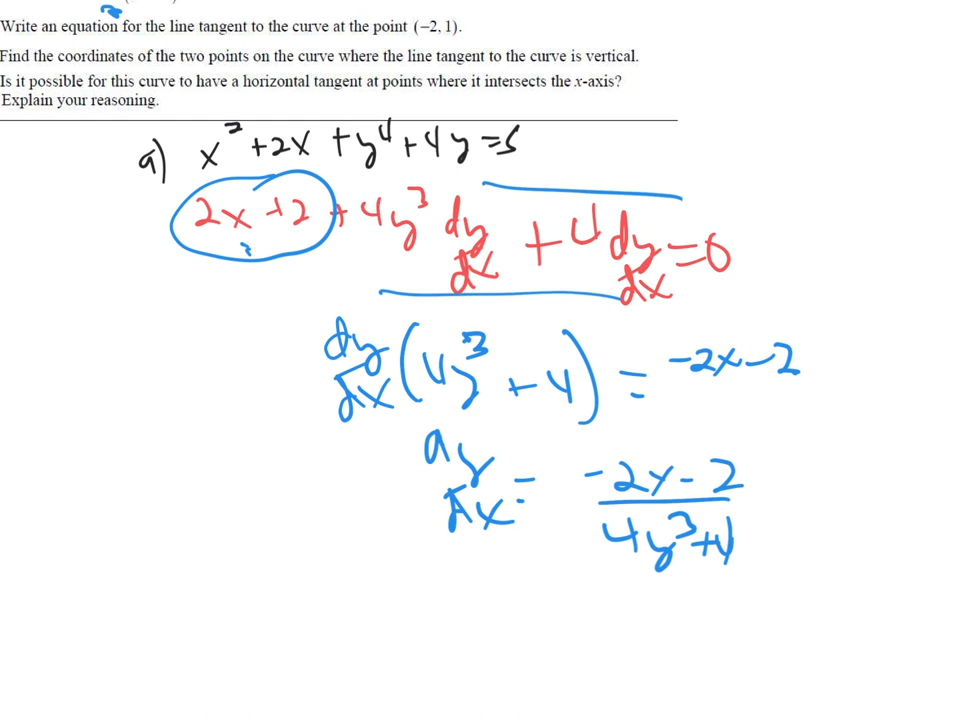 Write an equation for the line tangent to the curve at the point (−2, 1).
Find the coordinates of the two points on the curve where the line tangent to the curve is vertical.
Is it possible for this curve to have a horizontal tangent at points where it intersects the x-axis?
Explain your reasoning.
a) x² + 2x + y⁴ + 4y = 5
2x + 2 + 4y³ dy/dx + 4 dy/dx = 0
dy/dx (4y³ + 4) = -2x - 2
dy/dx = (-2x - 2)/(4y³ + 4)